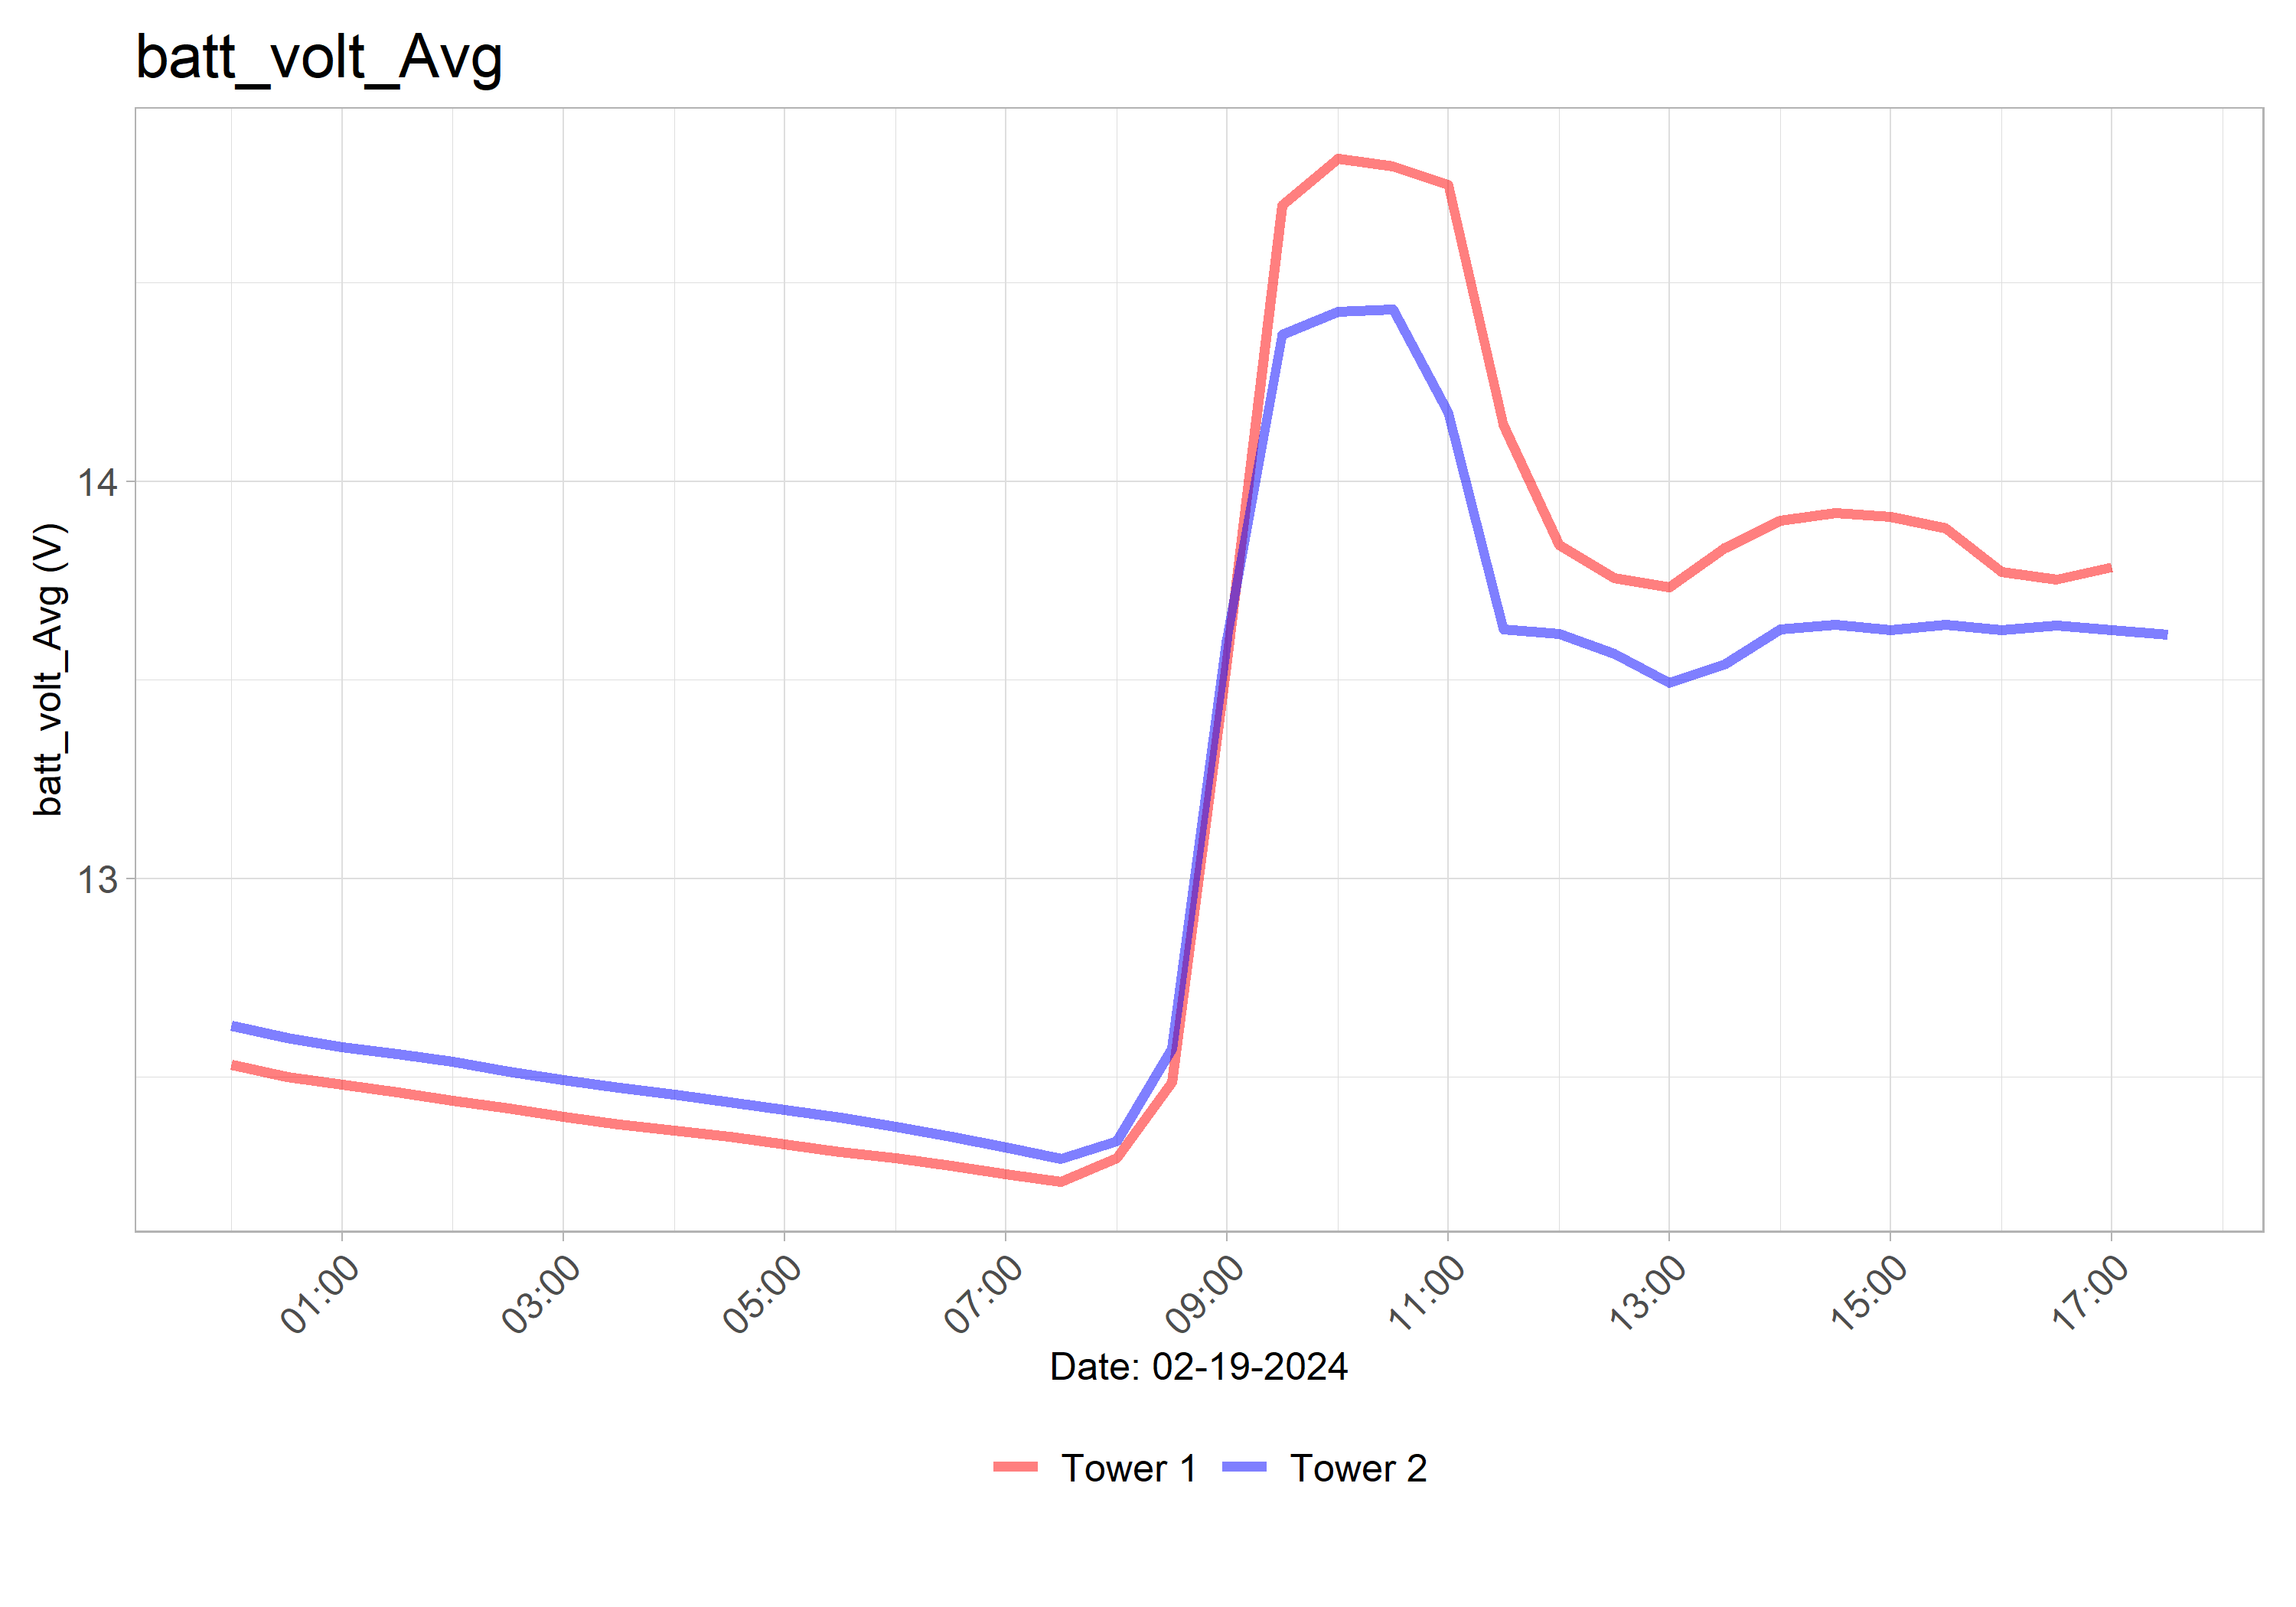 batt_volt_Avg
batt_volt_Avg (V)
14
13
01:00
03:00
05:00
07:00
09:00
11:00
13:00
15:00
17:00
Date: 02-19-2024
Tower 1
Tower 2